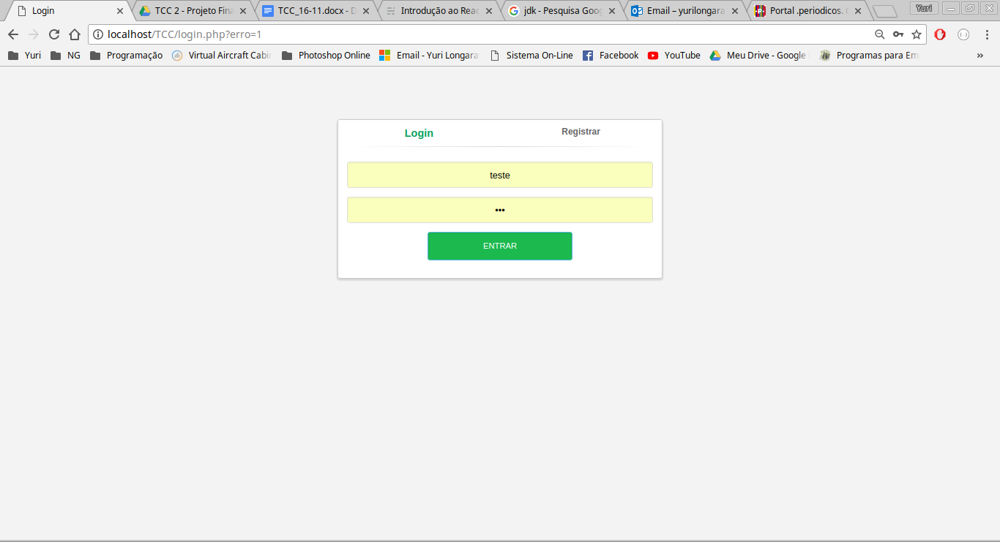 Login
TCC 2 - Projeto Fina
TCC_16-11.docx - D
Introdução ao Reac
jdk - Pesquisa Goog
Email – yurilongara
Portal .periodicos. C
Yuri
localhost/TCC/login.php?erro=1
Yuri
NG
Programação
Virtual Aircraft Cabin
Photoshop Online
Email - Yuri Longara
Sistema On-Line
Facebook
YouTube
Meu Drive - Google
Programas para Em
»
Login
Registrar
teste
•••
ENTRAR